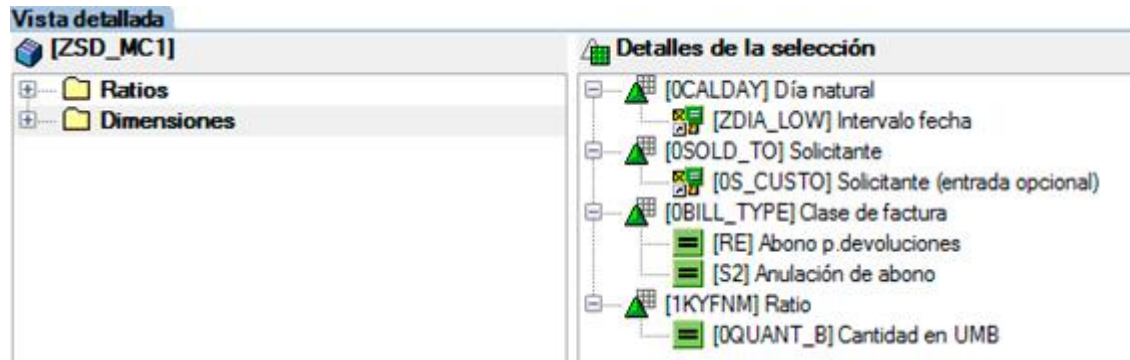 Vista detallada
[ZSD_MC1]
Ratios
Dimensiones
Detalles de la selección
[0CALDAY] Día natural
[ZDIA_LOW] Intervalo fecha
[0SOLD_TO] Solicitante
[0S_CUSTO] Solicitante (entrada opcional)
[0BILL_TYPE] Clase de factura
[RE] Abono p.devoluciones
[S2] Anulación de abono
[1KYFNM] Ratio
[0QUANT_B] Cantidad en UMB